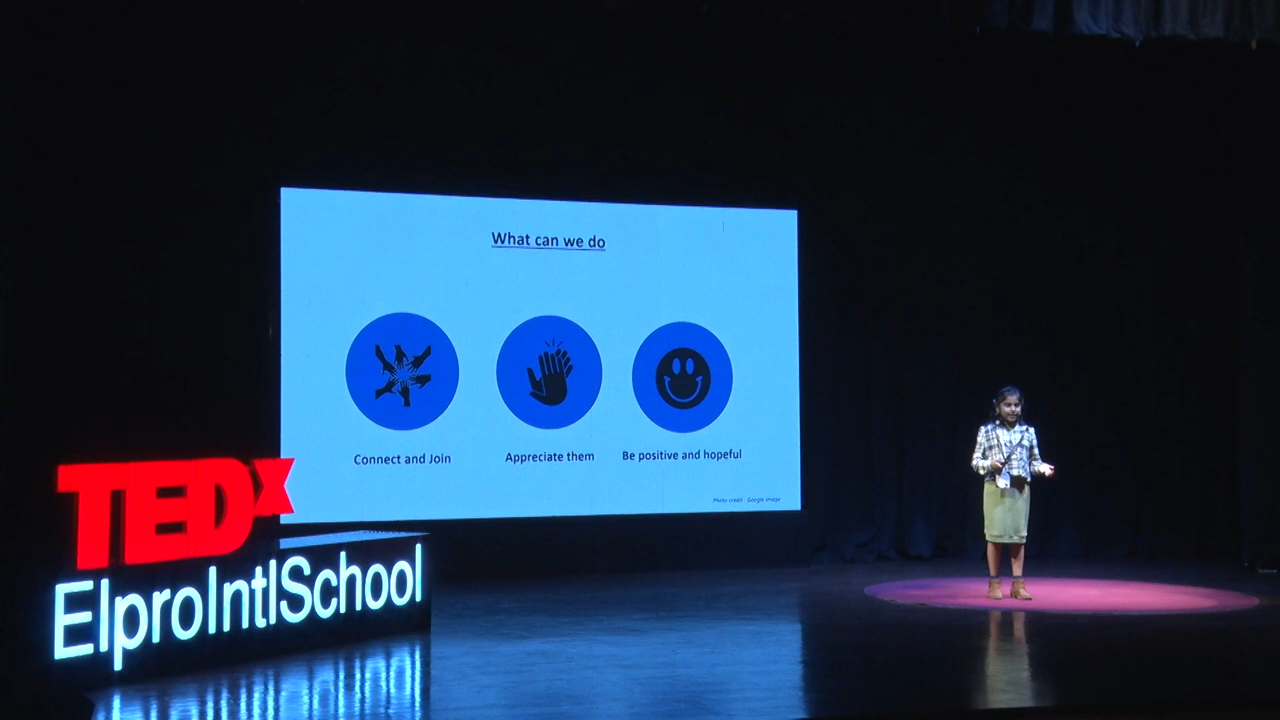 What can we do
Connect and Join
Appreciate them
Be positive and hopeful
Photo credit : Google image
TEDx
ElproIntlSchool